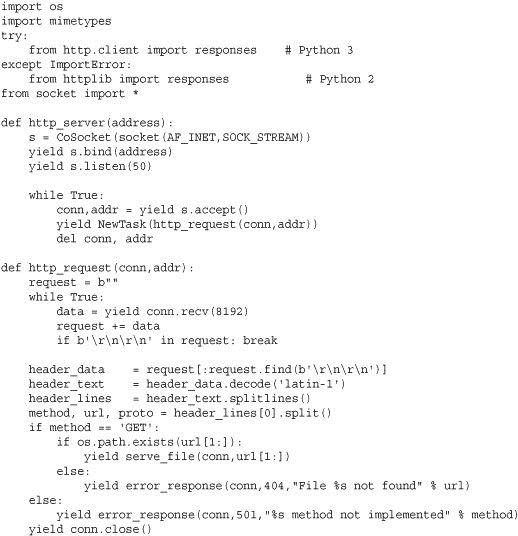 import os
import mimetypes
try:
    from http.client import responses    # Python 3
except ImportError:
    from httplib import responses           # Python 2
from socket import *

def http_server(address):
    s = CoSocket(socket(AF_INET,SOCK_STREAM))
    yield s.bind(address)
    yield s.listen(50)

    while True:
        conn,addr = yield s.accept()
        yield NewTask(http_request(conn,addr))
        del conn, addr

def http_request(conn,addr):
    request = b""
    while True:
        data = yield conn.recv(8192)
        request += data
        if b'\r\n\r\n' in request: break

    header_data    = request[:request.find(b'\r\n\r\n')]
    header_text    = header_data.decode('latin-1')
    header_lines   = header_text.splitlines()
    method, url, proto = header_lines[0].split()
    if method == 'GET':
        if os.path.exists(url[1:]):
            yield serve_file(conn,url[1:])
        else:
            yield error_response(conn,404,"File %s not found" % url)
    else:
        yield error_response(conn,501,"%s method not implemented" % method)
    yield conn.close()